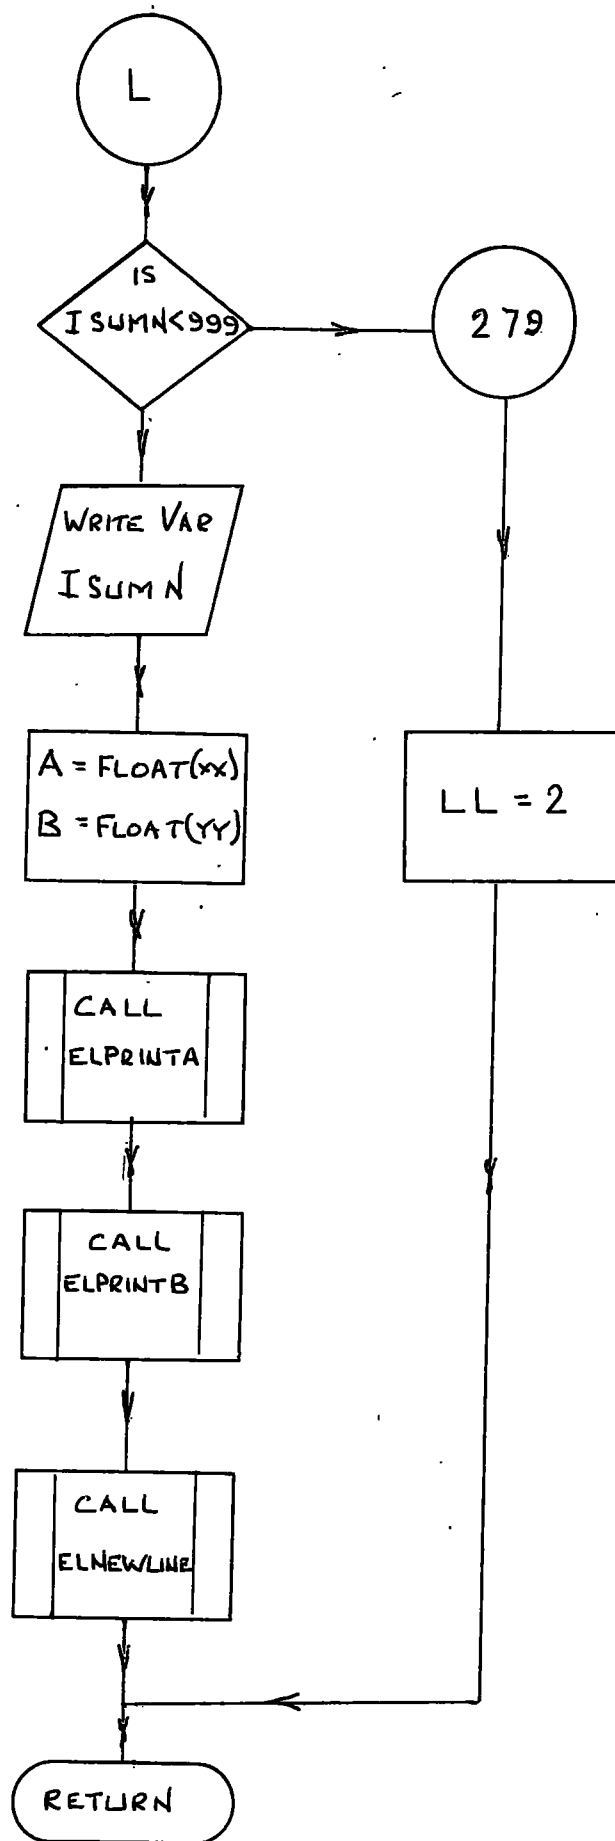 L
IS
ISUMN<999
279
WRITE VAR
ISUMN
A = FLOAT(XX)
B = FLOAT(YY)
LL = 2
CALL
ELPRINTA
CALL
ELPRINTB
CALL
ELNEWLINE
RETURN